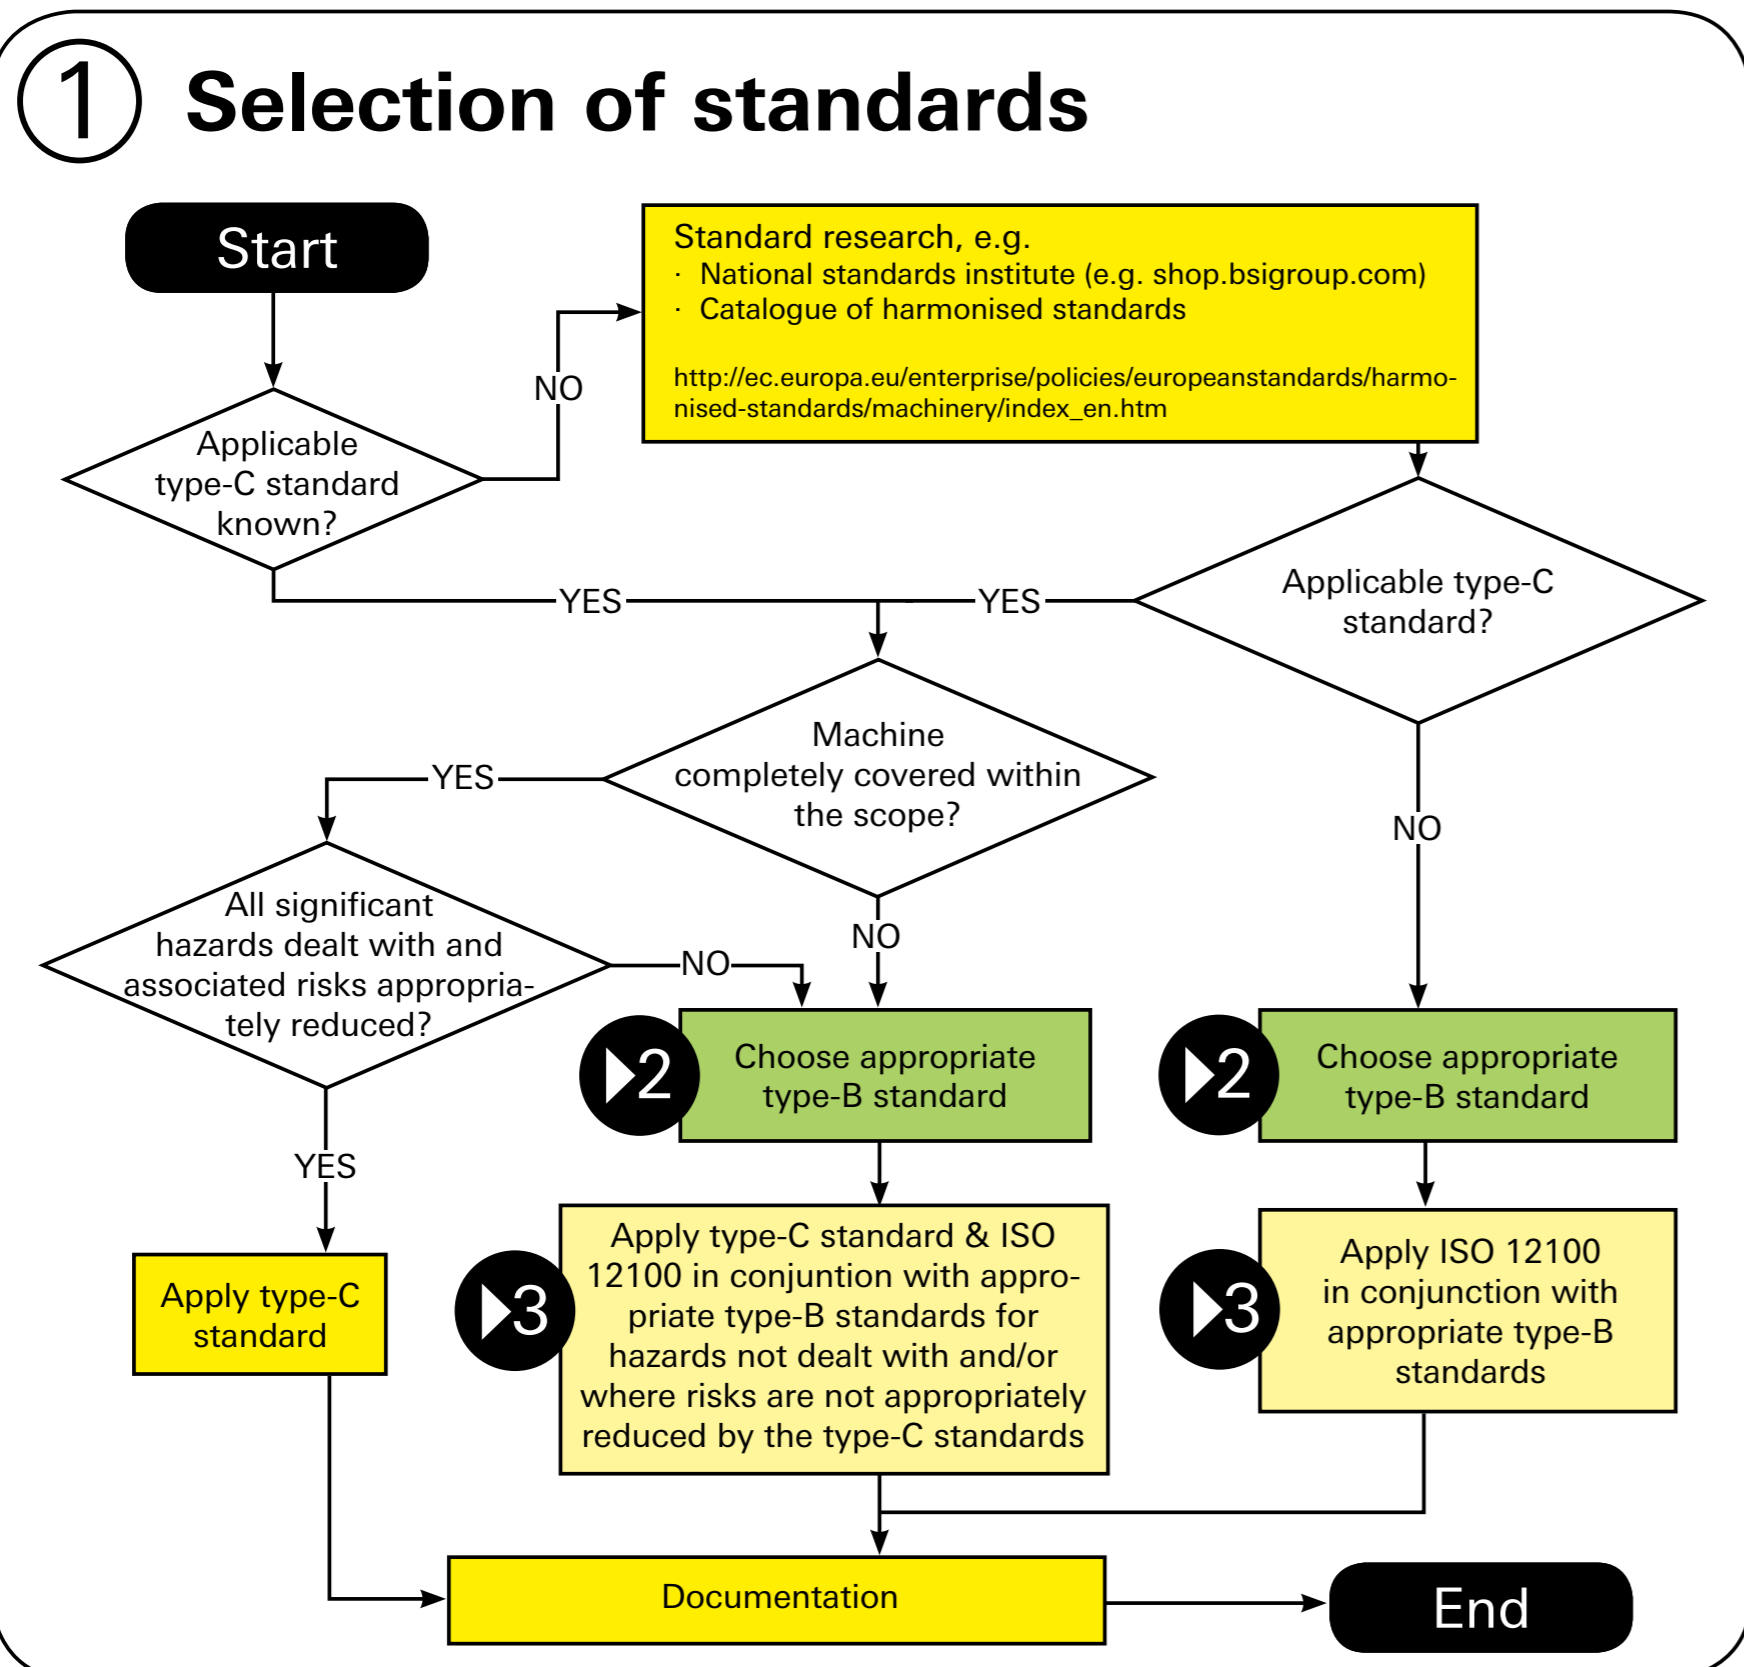 1 Selection of standards
Start
Standard research, e.g.
· National standards institute (e.g. shop.bsigroup.com)
· Catalogue of harmonised standards
http://ec.europa.eu/enterprise/policies/europeanstandards/harmo-
nised-standards/machinery/index_en.htm
NO
Applicable
type-C standard
known?
YES
YES
Applicable type-C
standard?
Machine
completely covered within
the scope?
YES
NO
NO
All significant
hazards dealt with and
associated risks appropria-
tely reduced?
NO
YES
2
Choose appropriate
type-B standard
2
Choose appropriate
type-B standard
Apply type-C
standard
3
Apply type-C standard & ISO
12100 in conjuntion with appro-
priate type-B standards for
hazards not dealt with and/or
where risks are not appropriately
reduced by the type-C standards
3
Apply ISO 12100
in conjunction with
appropriate type-B
standards
Documentation
End